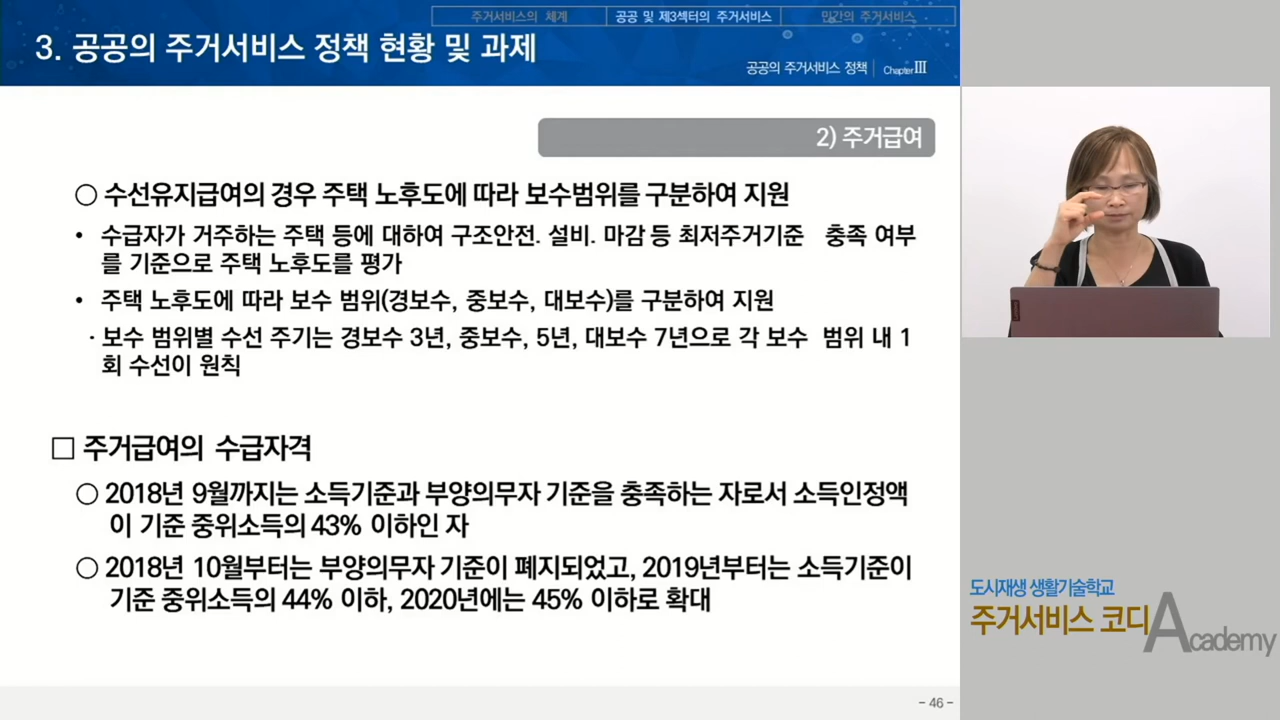 주거서비스의 체계
공공 및 제3섹터의 주거서비스
민간의 주거서비스
3. 공공의 주거서비스 정책 현황 및 과제
공공의 주거서비스 정책 | Chapter Ⅲ
2) 주거급여
○ 수선유지급여의 경우 주택 노후도에 따라 보수범위를 구분하여 지원
• 수급자가 거주하는 주택 등에 대하여 구조안전. 설비. 마감 등 최저주거기준 충족 여부
를 기준으로 주택 노후도를 평가
• 주택 노후도에 따라 보수 범위(경보수, 중보수, 대보수)를 구분하여 지원
· 보수 범위별 수선 주기는 경보수 3년, 중보수, 5년, 대보수 7년으로 각 보수 범위 내 1
회 수선이 원칙
□ 주거급여의 수급자격
○ 2018년 9월까지는 소득기준과 부양의무자 기준을 충족하는 자로서 소득인정액
이 기준 중위소득의 43% 이하인 자
○ 2018년 10월부터는 부양의무자 기준이 폐지되었고, 2019년부터는 소득기준이
기준 중위소득의 44% 이하, 2020년에는 45% 이하로 확대
- 46 -
도시재생 생활기술학교
주거서비스 코디 Academy